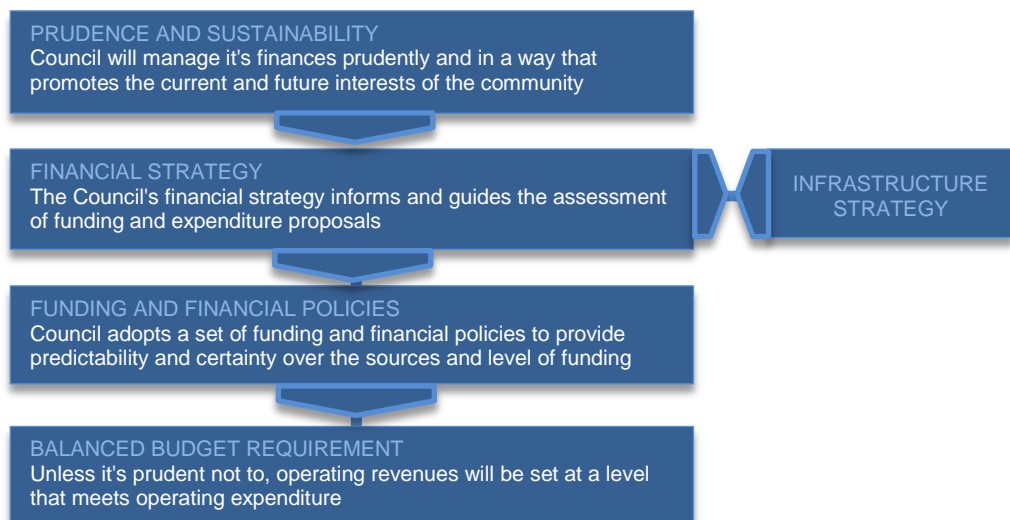 PRUDENCE AND SUSTAINABILITY
Council will manage it's finances prudently and in a way that
promotes the current and future interests of the community
FINANCIAL STRATEGY
The Council's financial strategy informs and guides the assessment
of funding and expenditure proposals
INFRASTRUCTURE
STRATEGY
FUNDING AND FINANCIAL POLICIES
Council adopts a set of funding and financial policies to provide
predictability and certainty over the sources and level of funding
BALANCED BUDGET REQUIREMENT
Unless it's prudent not to, operating revenues will be set at a level
that meets operating expenditure